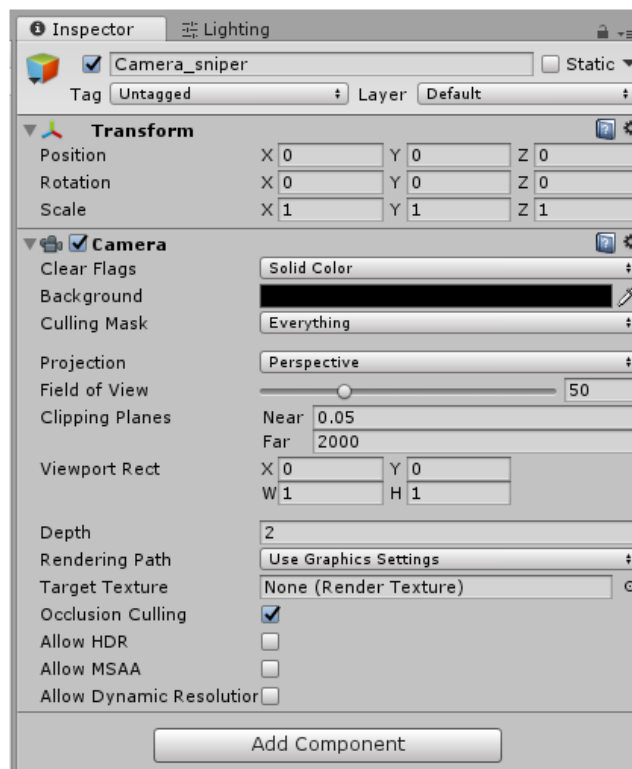 Inspector Lighting
Camera_sniper Static
Tag Untagged Layer Default
Transform
Position X 0 Y 0 Z 0
Rotation X 0 Y 0 Z 0
Scale X 1 Y 1 Z 1
Camera
Clear Flags Solid Color
Background
Culling Mask Everything
Projection Perspective
Field of View 50
Clipping Planes Near 0.05
Far 2000
Viewport Rect X 0 Y 0
W 1 H 1
Depth 2
Rendering Path Use Graphics Settings
Target Texture None (Render Texture)
Occlusion Culling
Allow HDR
Allow MSAA
Allow Dynamic Resolutior
Add Component